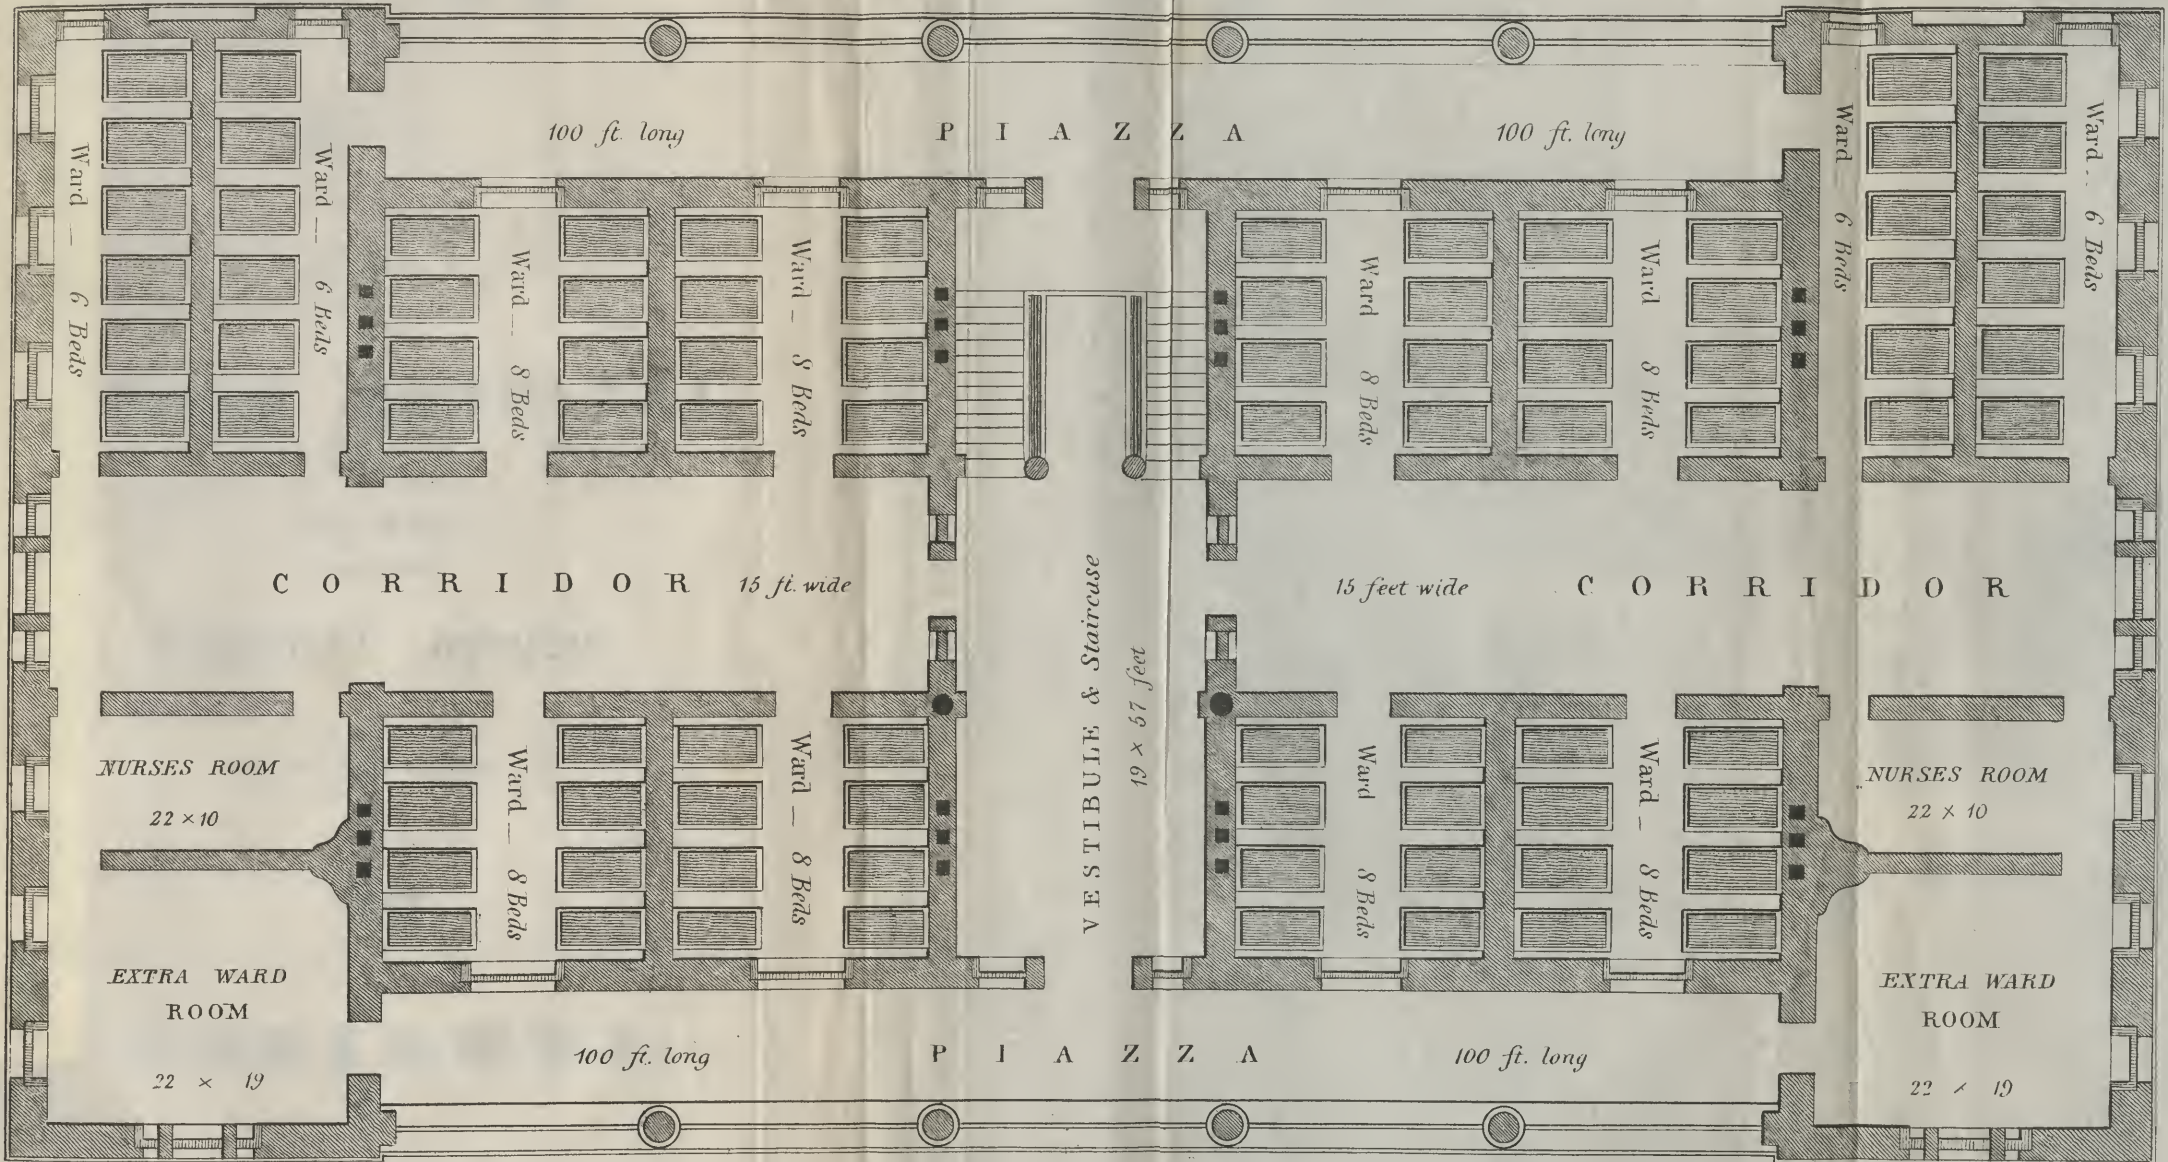 100 ft. long
PIAZZA
100 ft. long
Ward — 6 Beds
Ward — 6 Beds
Ward — 8 Beds
Ward — 8 Beds
Ward 8 Beds
Ward 8 Beds
Ward — 6 Beds
Ward — 6 Beds
CORRIDOR 15 ft. wide
VESTIBULE & Staircase
19 × 57 feet
15 feet wide CORRIDOR
NURSES ROOM
22 × 10
Ward — 8 Beds
Ward — 8 Beds
Ward 8 Beds
Ward — 8 Beds
NURSES ROOM
22 × 10
EXTRA WARD
ROOM
22 × 19
EXTRA WARD
ROOM
22 × 19
100 ft. long
PIAZZA
100 ft. long